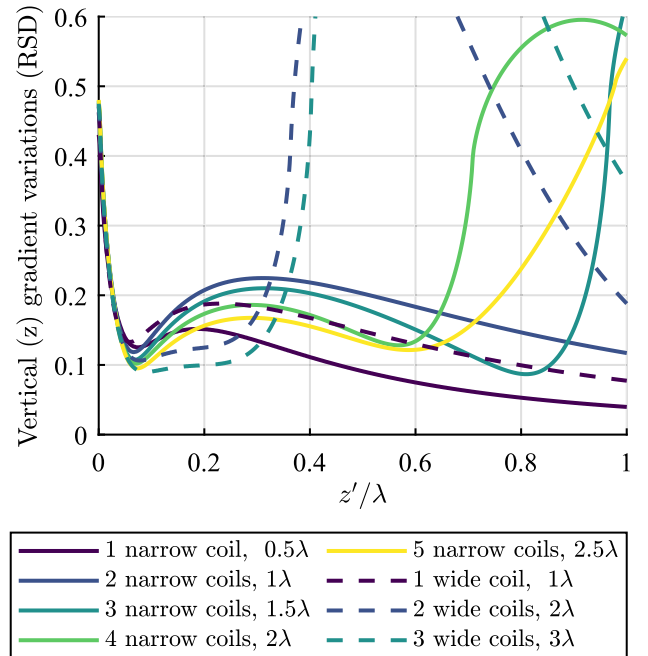 Vertical (z) gradient variations (RSD)
0.6
0.5
0.4
0.3
0.2
0.1
0
0 0.2 0.4 0.6 0.8 1
z′/λ
1 narrow coil, 0.5λ
2 narrow coils, 1λ
3 narrow coils, 1.5λ
4 narrow coils, 2λ
5 narrow coils, 2.5λ
1 wide coil, 1λ
2 wide coils, 2λ
3 wide coils, 3λ